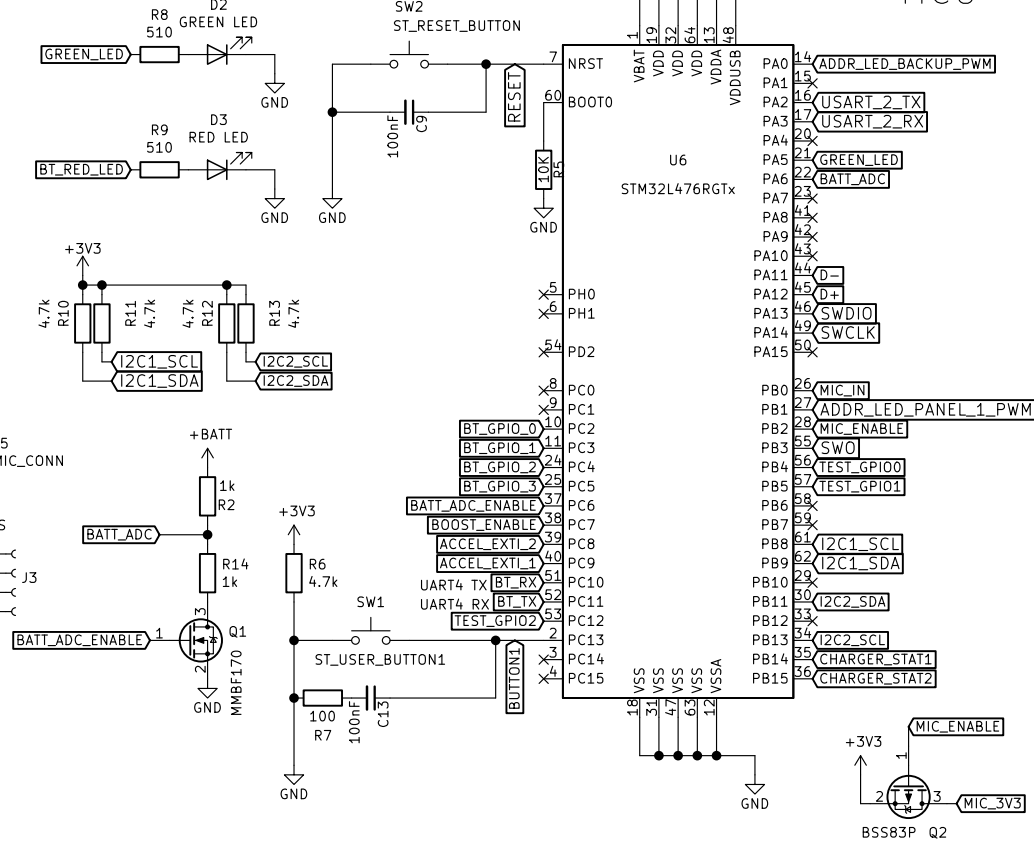 D2
GREEN LED
R8
510
GREEN_LED
GND
D3
RED LED
R9
510
BT_RED_LED
GND
SW2
ST_RESET_BUTTON
100nF
C9
GND
RESET
10K
R5
GND
+3V3
4.7k
R10
R11
4.7k
4.7k
R12
R13
4.7k
I2C1_SCL
I2C1_SDA
I2C2_SCL
I2C2_SDA
5
MIC_CONN
S
J3
+BATT
1k
R2
BATT_ADC
R14
1k
BATT_ADC_ENABLE
1
3
2
Q1
MMBF170
GND
+3V3
R6
4.7k
SW1
ST_USER_BUTTON1
100
R7
100nF
C13
GND
BUTTON1
U6
STM32L476RGTx
1 VBAT
19 VDD
32 VDD
64 VDD
13 VDDA
48 VDDUSB
7 NRST
60 BOOT0
5 PH0
6 PH1
54 PD2
8 PC0
9 PC1
BT_GPIO_0 10 PC2
BT_GPIO_1 11 PC3
BT_GPIO_2 24 PC4
BT_GPIO_3 25 PC5
BATT_ADC_ENABLE 37 PC6
BOOST_ENABLE 38 PC7
ACCEL_EXTI_2 39 PC8
ACCEL_EXTI_1 40 PC9
UART4 TX BT_RX 51 PC10
UART4 RX BT_TX 52 PC11
TEST_GPIO2 53 PC12
2 PC13
3 PC14
4 PC15
PA0 14 ADDR_LED_BACKUP_PWM
PA1 15
PA2 16 USART_2_TX
PA3 17 USART_2_RX
PA4 20
PA5 21 GREEN_LED
PA6 22 BATT_ADC
PA7 23
PA8 41
PA9 42
PA10 43
PA11 44 D-
PA12 45 D+
PA13 46 SWDIO
PA14 49 SWCLK
PA15 50
PB0 26 MIC_IN
PB1 27 ADDR_LED_PANEL_1_PWM
PB2 28 MIC_ENABLE
PB3 55 SWO
PB4 56 TEST_GPIO0
PB5 57 TEST_GPIO1
PB6 58
PB7 59
PB8 61 I2C1_SCL
PB9 62 I2C1_SDA
PB10 29
PB11 30 I2C2_SDA
PB12 33
PB13 34 I2C2_SCL
PB14 35 CHARGER_STAT1
PB15 36 CHARGER_STAT2
VSS 18
VSS 31
VSS 47
VSS 63
VSSA 12
GND
MIC_ENABLE
+3V3
1
2
3
MIC_3V3
BSS83P Q2